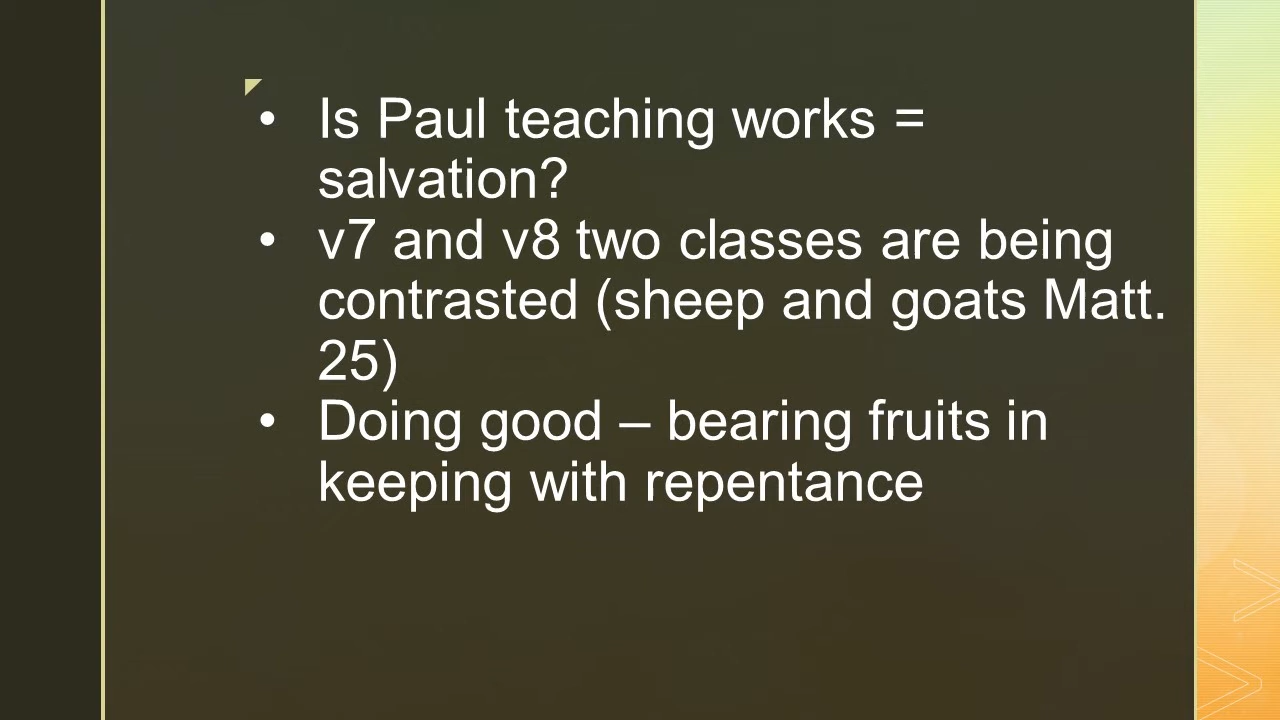 • Is Paul teaching works =
salvation?
• v7 and v8 two classes are being
contrasted (sheep and goats Matt.
25)
• Doing good – bearing fruits in
keeping with repentance